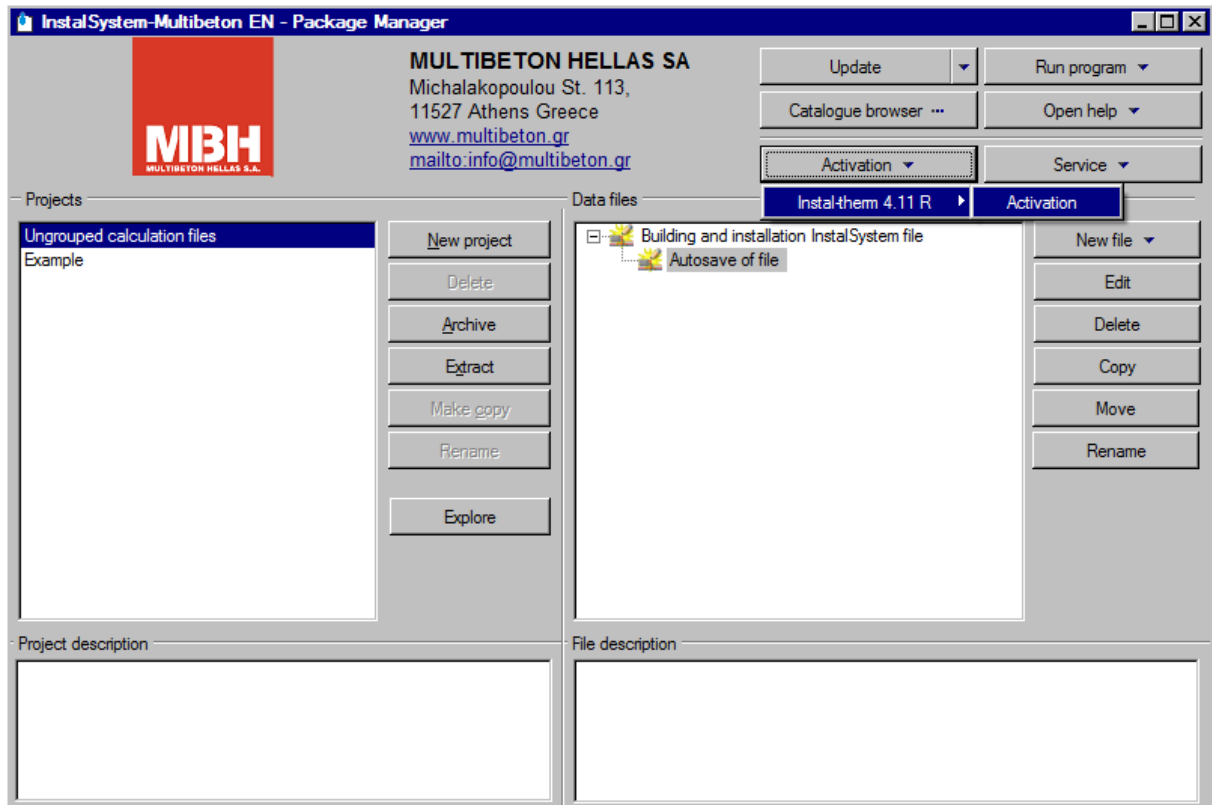 InstalSystem-Multibeton EN - Package Manager
MBH
MULTIBETON HELLAS S.A.
MULTIBETON HELLAS SA
Michalakopoulou St. 113,
11527 Athens Greece
www.multibeton.gr
mailto:info@multibeton.gr
Update
Run program
Catalogue browser ...
Open help
Activation
Service
Instal-therm 4.11 R
Activation
Projects
Ungrouped calculation files
Example
New project
Delete
Archive
Extract
Make copy
Rename
Explore
Data files
Building and installation InstalSystem file
Autosave of file
New file
Edit
Delete
Copy
Move
Rename
Project description
File description